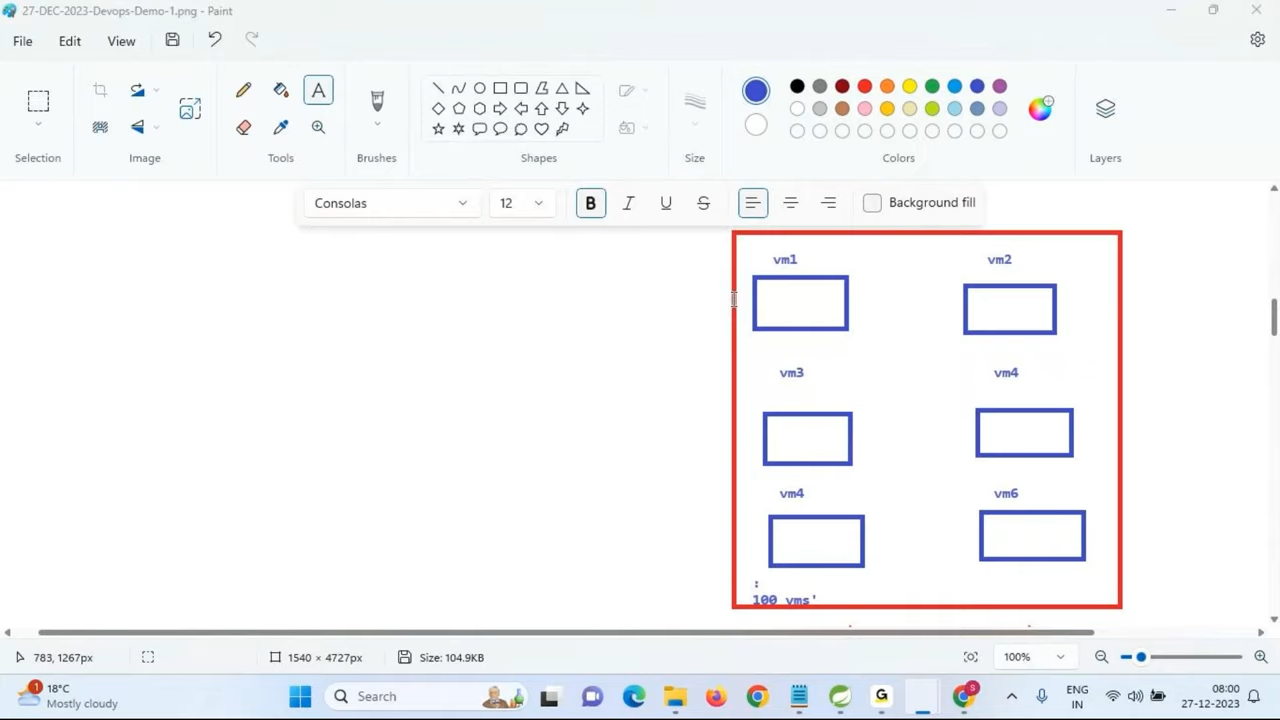 27-DEC-2023-Devops-Demo-1.png - Paint
File Edit View
Selection Image Tools Brushes Shapes Size Colors Layers
Consolas 12 B I U S Background fill
vm1 vm2
vm3 vm4
vm4 vm6
:
100 vms'
783, 1267px 1540 × 4727px Size: 104.9KB 100%
1 18°C Search ENG 08:00
Mostly cloudy IN 27-12-2023